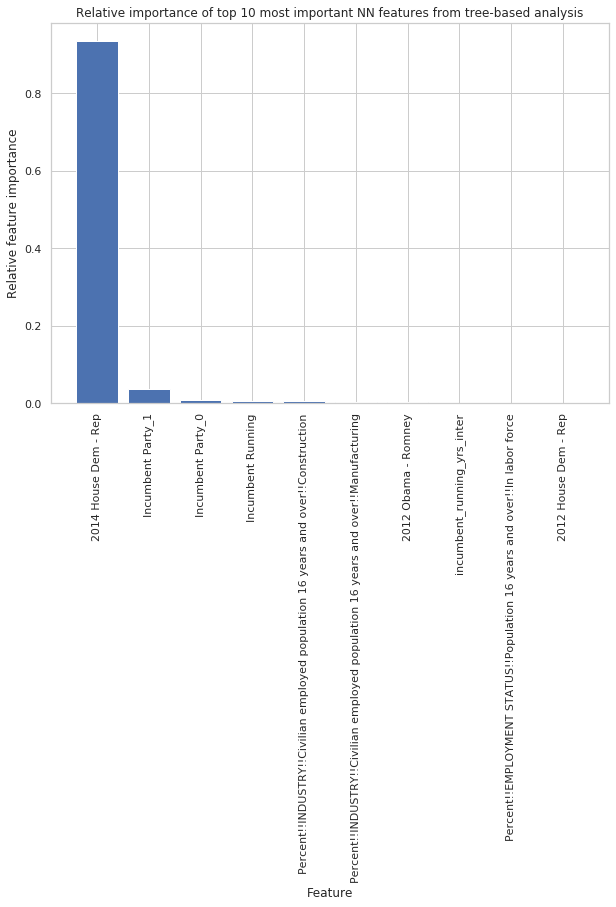 Relative importance of top 10 most important NN features from tree-based analysis
Relative feature importance
0.8
0.6
0.4
0.2
0.0
2014 House Dem - Rep
Incumbent Party_1
Incumbent Party_0
Incumbent Running
Percent!!INDUSTRY!!Civilian employed population 16 years and over!!Construction
Percent!!INDUSTRY!!Civilian employed population 16 years and over!!Manufacturing
2012 Obama - Romney
incumbent_running_yrs_inter
Percent!!EMPLOYMENT STATUS!!Population 16 years and over!!In labor force
2012 House Dem - Rep
Feature